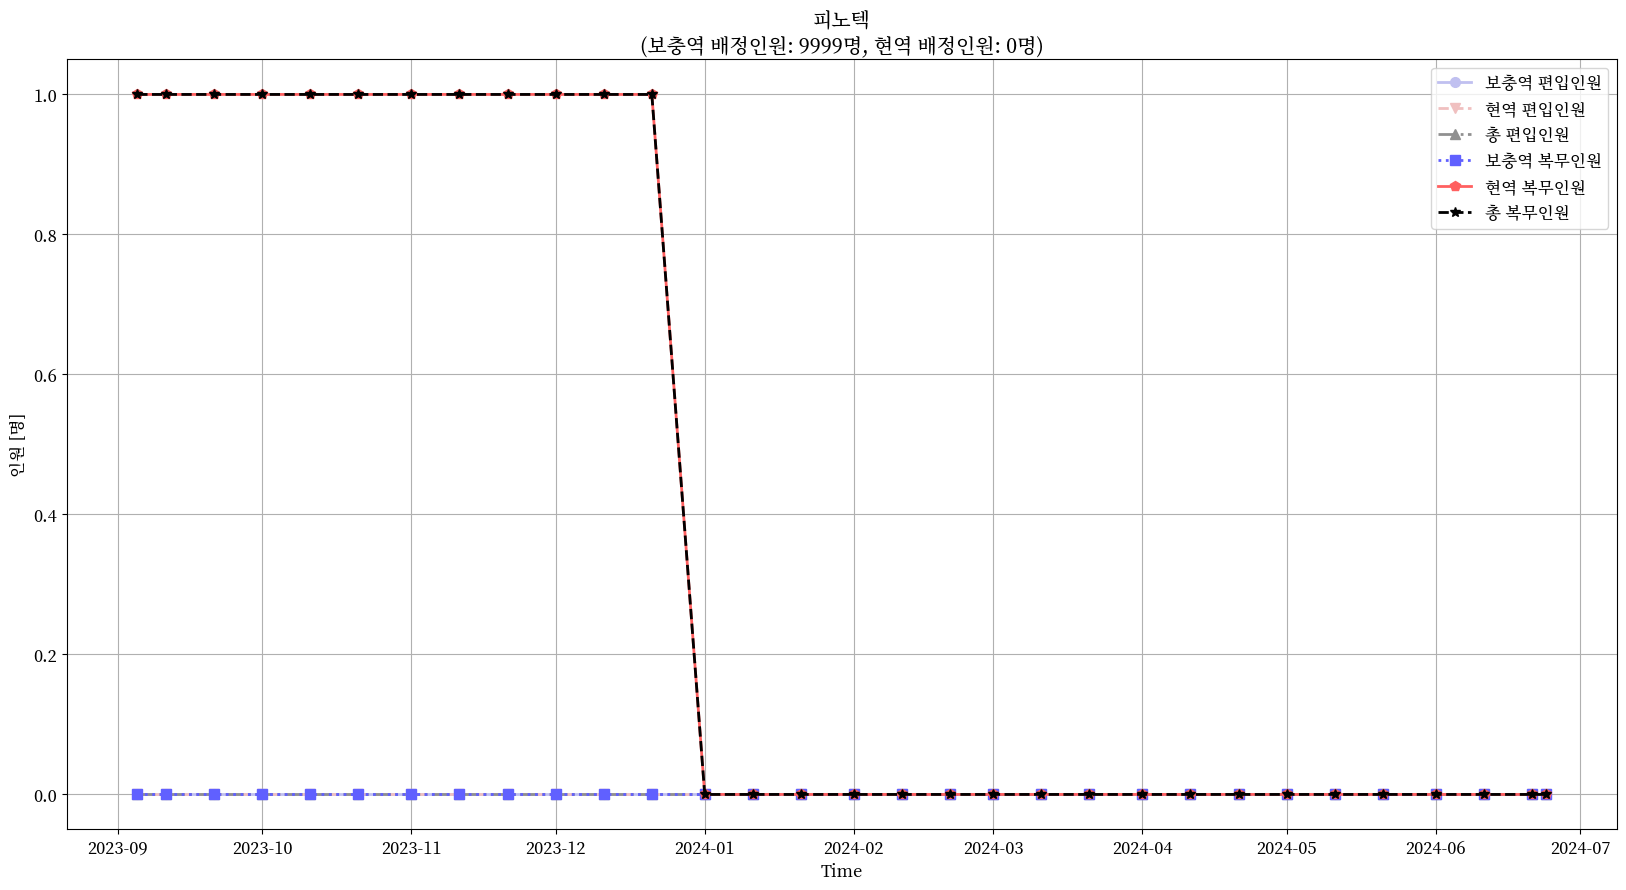 피노텍
(보충역 배정인원: 9999명, 현역 배정인원: 0명)
보충역 편입인원
현역 편입인원
총 편입인원
보충역 복무인원
현역 복무인원
총 복무인원
인원 [명]
1.0
0.8
0.6
0.4
0.2
0.0
2023-09
2023-10
2023-11
2023-12
2024-01
2024-02
2024-03
2024-04
2024-05
2024-06
2024-07
Time